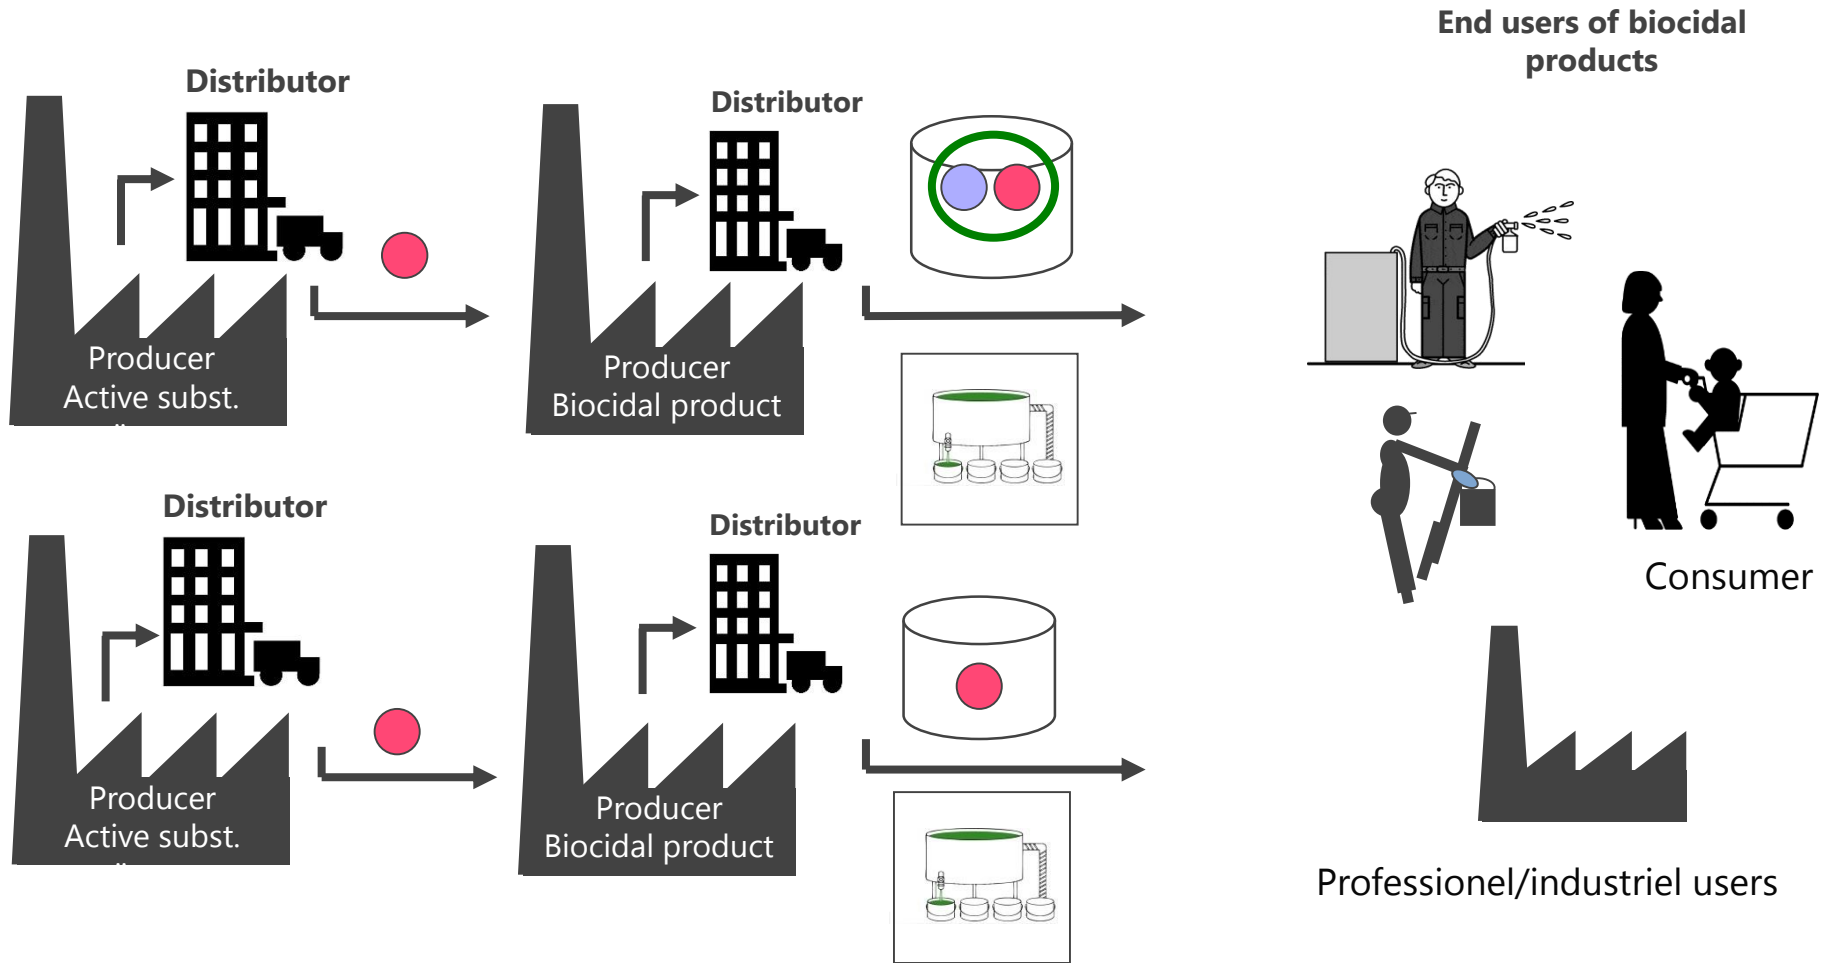 End users of biocidal
products
Distributor
Distributor
Producer
Active subst.
Producer
Biocidal product
Distributor
Distributor
Consumer
Producer
Active subst.
Producer
Biocidal product
Professionel/industriel users